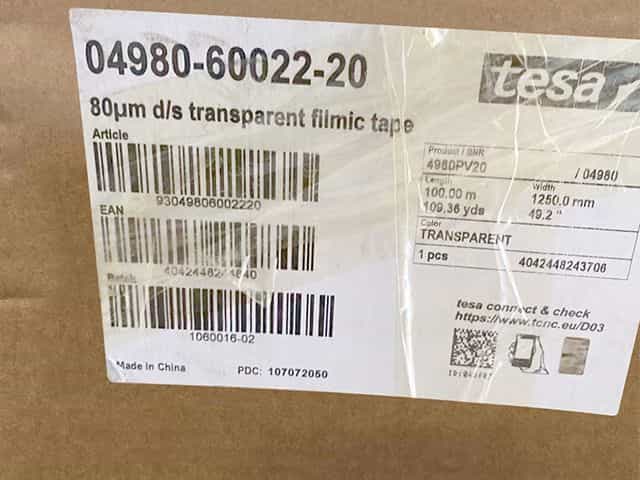 04980-60022-20
tesa
80µm d/s transparent filmic tape
Article
93049806002220
EAN
Batch
1060016-02
Made in China
PDC: 107072050
Product / BNR
4980PV20 / 04980
Length Width
100.00 m 1250.0 mm
109.36 yds 49.2 "
Color
TRANSPARENT
1 pcs 4042448243706
tesa connect & check
https://www.tcnc.eu/D03